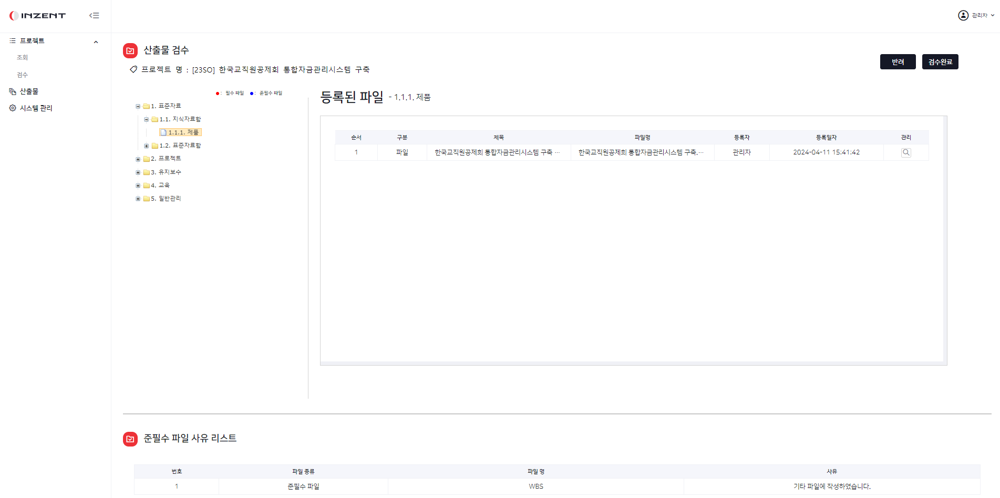 INZENT
관리자
프로젝트
조회
검수
산출물
시스템 관리
산출물 검수
프로젝트 명 : [23SO] 한국교직원공제회 통합자금관리시스템 구축
반려
검수완료
: 필수 파일 : 준필수 파일
1. 표준자료
1.1. 지식자료함
1.1.1. 제품
1.2. 표준자료함
2. 프로젝트
3. 유지보수
4. 교육
5. 일반관리
등록된 파일 - 1.1.1. 제품
순서 구분 제목 파일명 등록자 등록일자 관리
1 파일 한국교직원공제회 통합자금관리시스템 구축 ··· 한국교직원공제회 통합자금관리시스템 구축.··· 관리자 2024-04-11 15:41:42
준필수 파일 사유 리스트
번호 파일 종류 파일 명 사유
1 준필수 파일 WBS 기타 파일에 작성하였습니다.